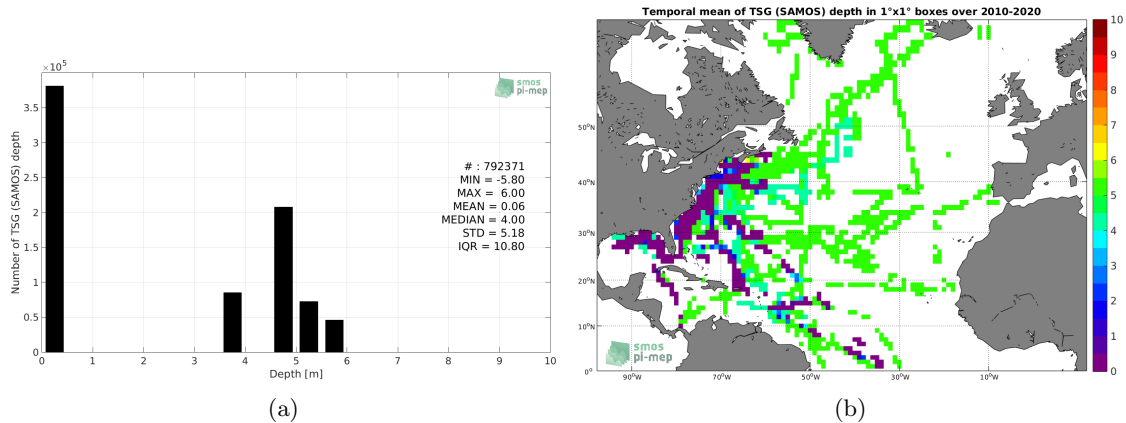 ×10⁵
3.5
3
2.5
2
1.5
1
0.5
0
Number of TSG (SAMOS) depth
0 1 2 3 4 5 6 7 8 9 10
Depth [m]
smos
pi-mep
# : 792371
MIN = -5.80
MAX = 6.00
MEAN = 0.06
MEDIAN = 4.00
STD = 5.18
IQR = 10.80
(a)
Temporal mean of TSG (SAMOS) depth in 1°x1° boxes over 2010-2020
50°N
40°N
30°N
20°N
10°N
0°
90°W 70°W 50°W 30°W 10°W
smos
pi-mep
10
9
8
7
6
5
4
3
2
1
0
(b)